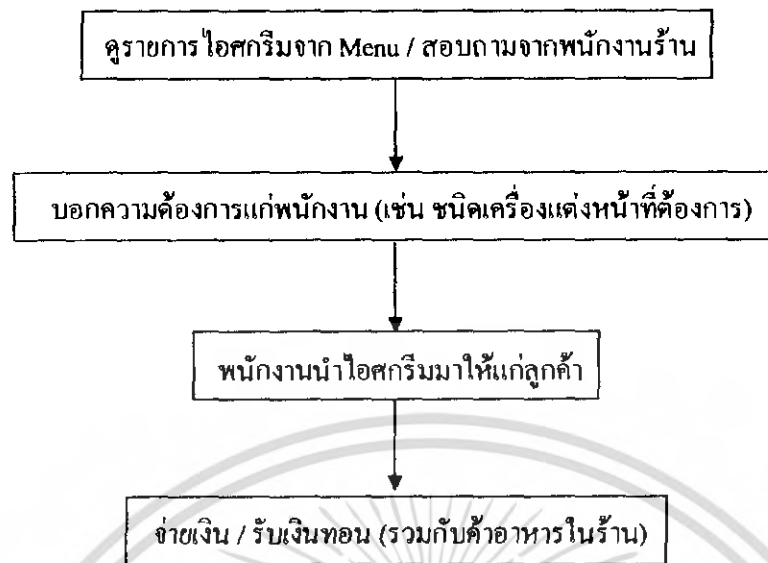 ดูรายการไอศกรีมจาก Menu / สอบถามจากพนักงานร้าน
บอกความต้องการแก่พนักงาน (เช่น ชนิดเครื่องแต่งหน้าที่ต้องการ)
พนักงานนำไอศกรีมมาให้แก่ลูกค้า
จ่ายเงิน / รับเงินทอน (รวมกับค้าอาหารในร้าน)